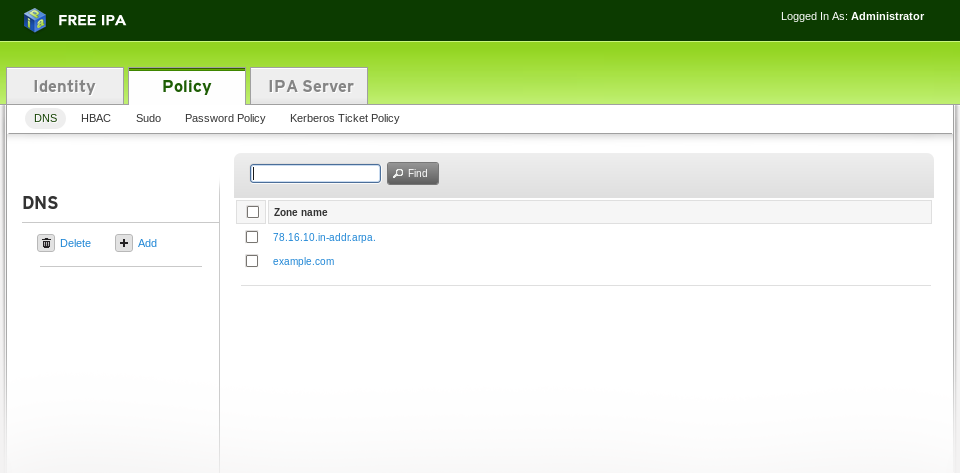 FREE IPA
Logged In As: Administrator
Identity
Policy
IPA Server
DNS
HBAC
Sudo
Password Policy
Kerberos Ticket Policy
DNS
Delete
Add
Find
Zone name
78.16.10.in-addr.arpa.
example.com